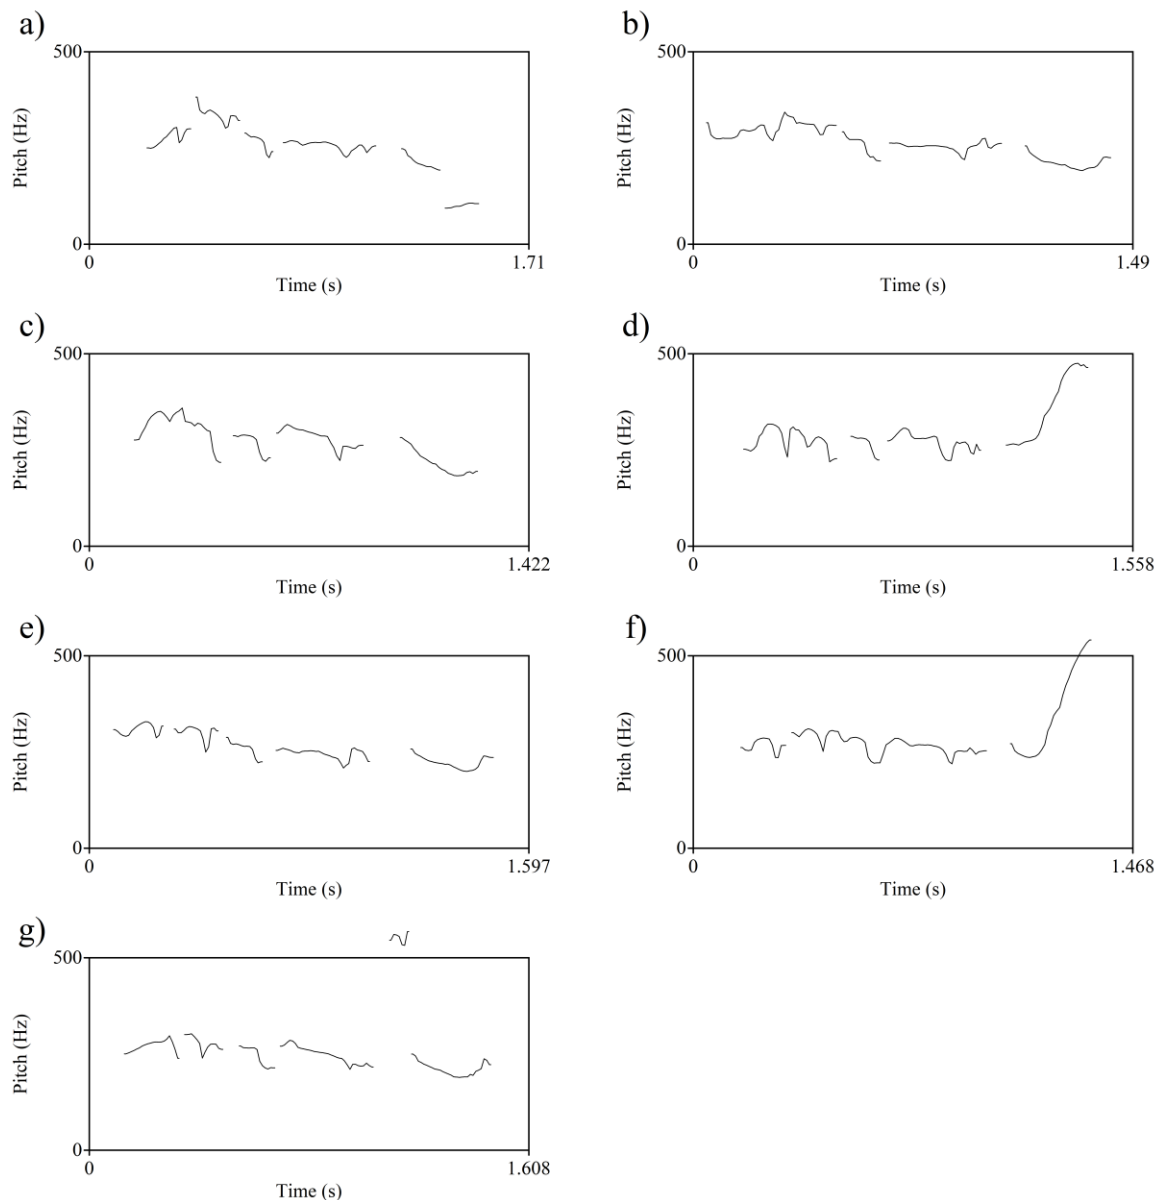 a)
500
Pitch (Hz)
0
0 1.71
Time (s)
b)
500
Pitch (Hz)
0
0 1.49
Time (s)
c)
500
Pitch (Hz)
0
0 1.422
Time (s)
d)
500
Pitch (Hz)
0
0 1.558
Time (s)
e)
500
Pitch (Hz)
0
0 1.597
Time (s)
f)
500
Pitch (Hz)
0
0 1.468
Time (s)
g)
500
Pitch (Hz)
0
0 1.608
Time (s)